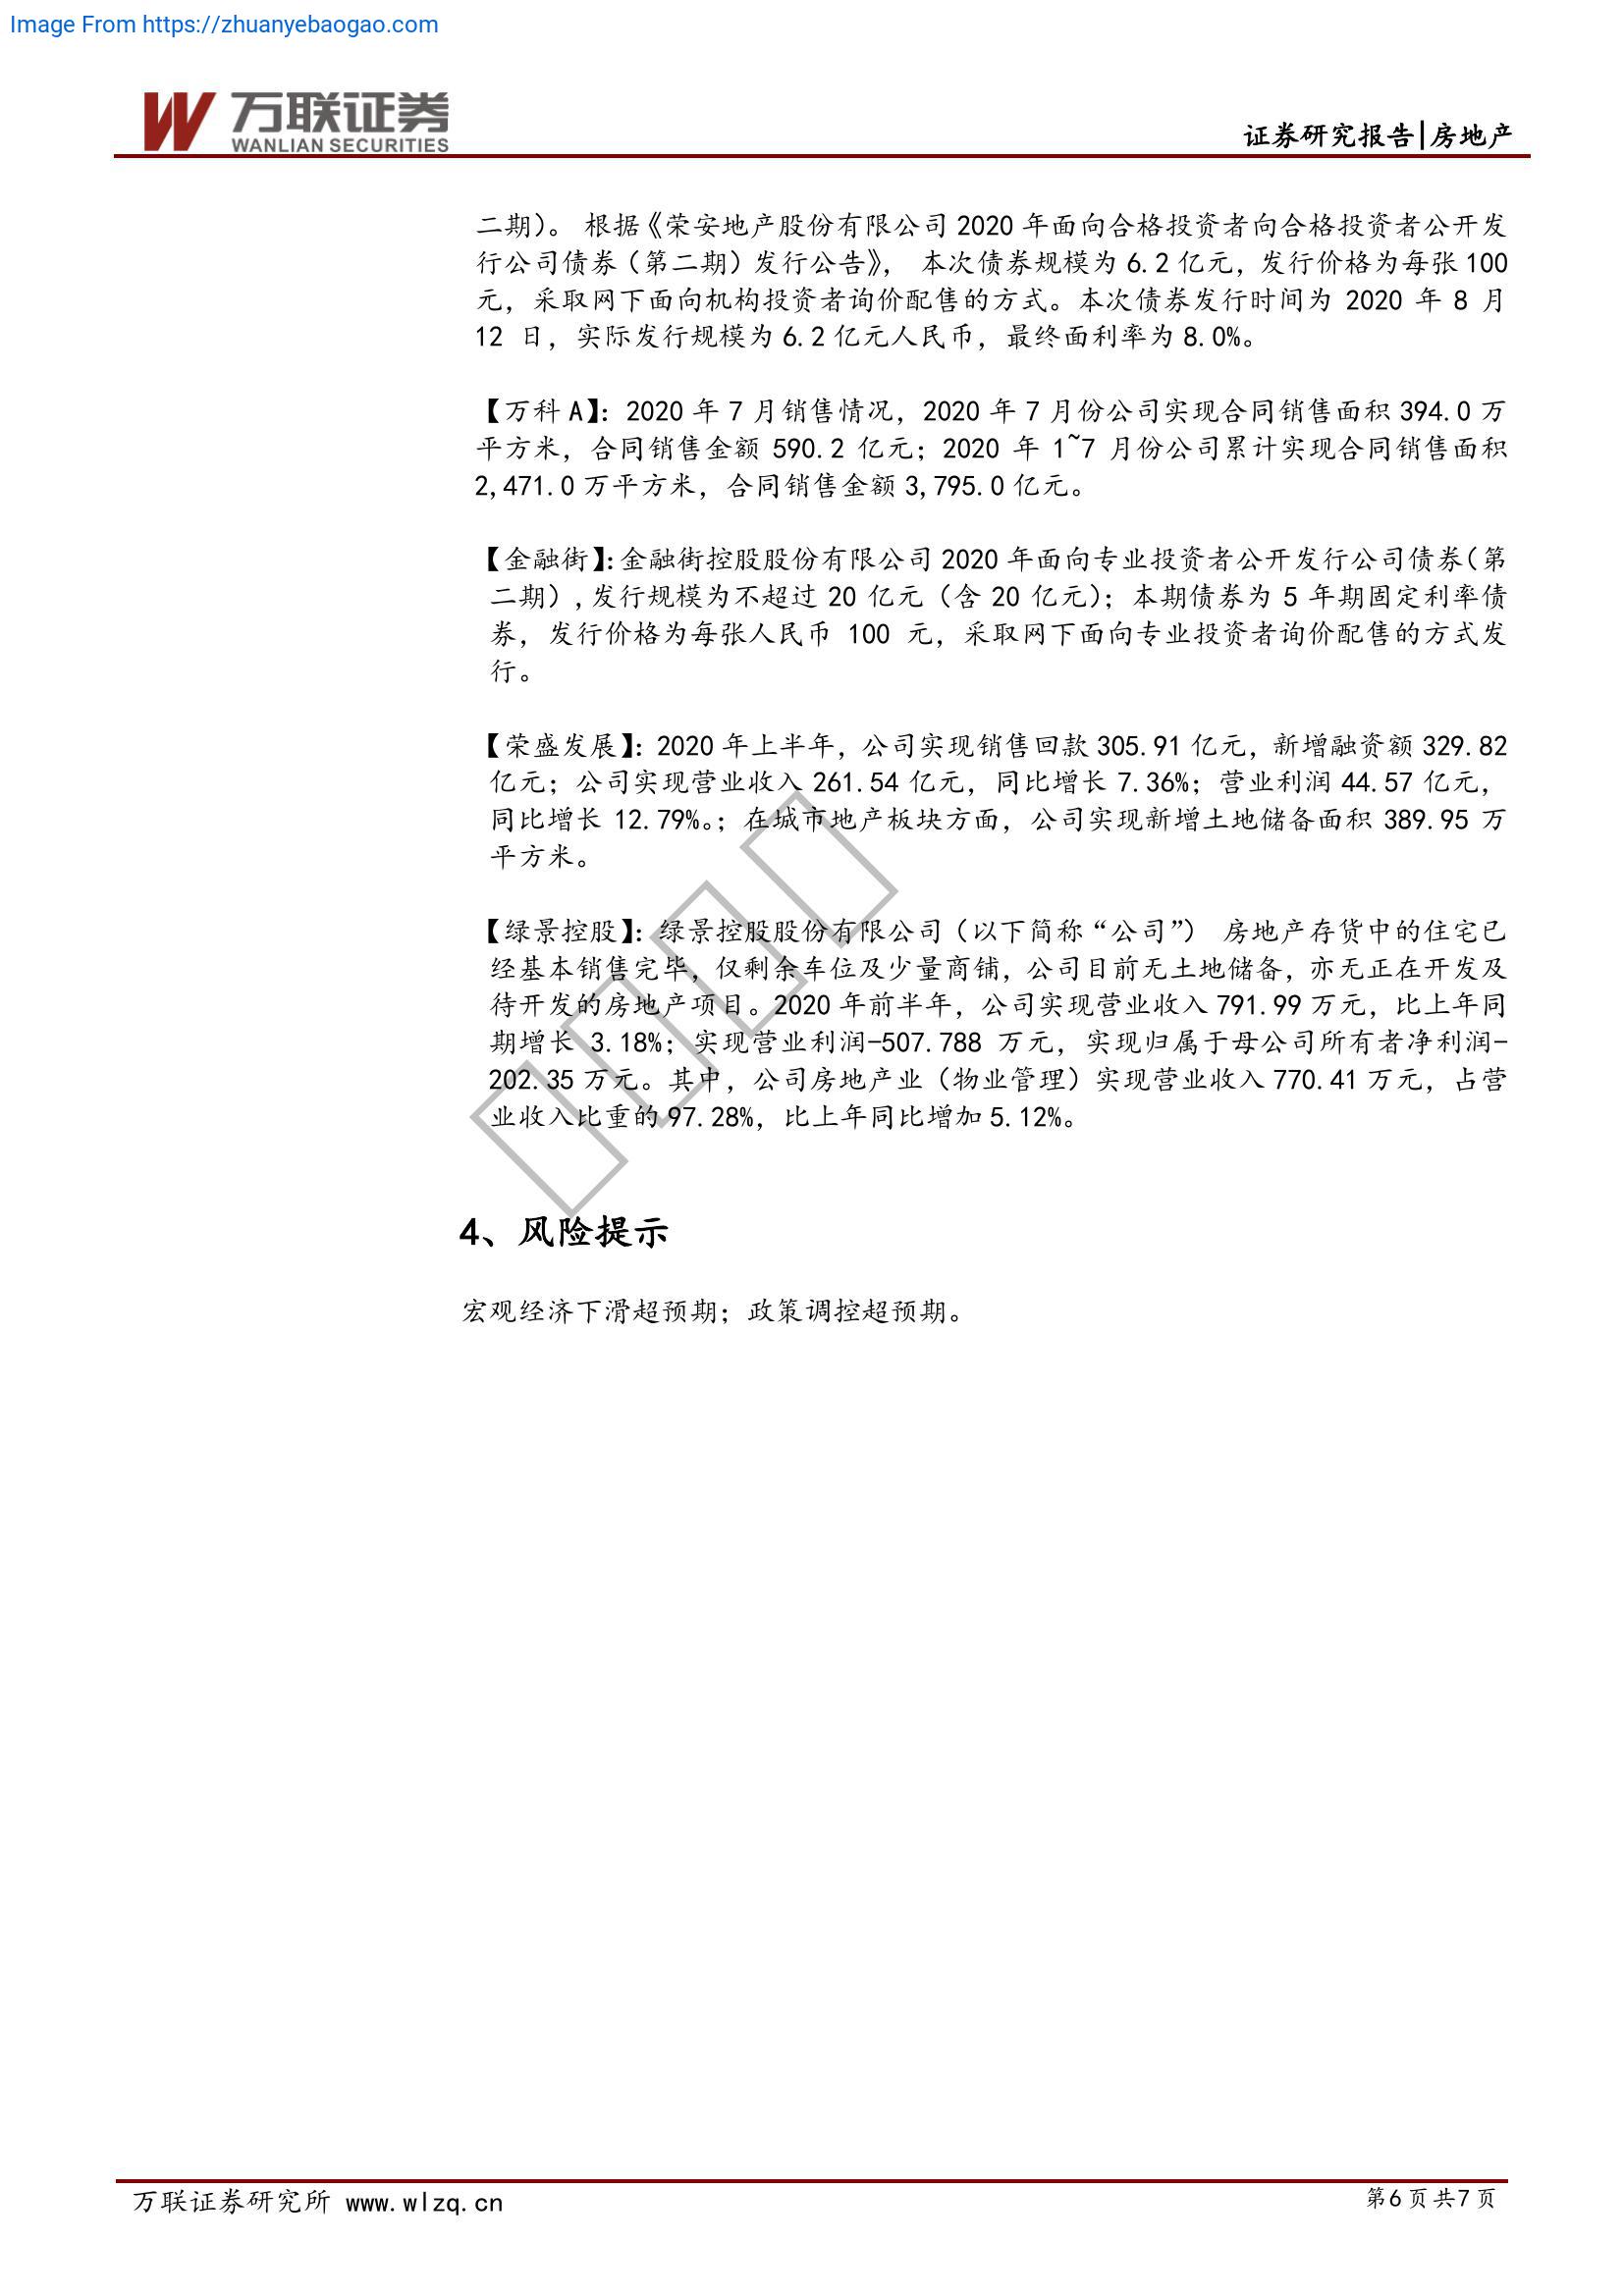 Image From https://zhuanyebaogao.com
万联证券
WANLIAN SECURITIES
证券研究报告|房地产
二期）。 根据《荣安地产股份有限公司 2020 年面向合格投资者向合格投资者公开发
行公司债券（第二期）发行公告》， 本次债券规模为 6.2 亿元，发行价格为每张 100
元，采取网下面向机构投资者询价配售的方式。本次债券发行时间为 2020 年 8 月
12 日，实际发行规模为 6.2 亿元人民币，最终面利率为 8.0%。
【万科 A】：2020 年 7 月销售情况，2020 年 7 月份公司实现合同销售面积 394.0 万
平方米，合同销售金额 590.2 亿元；2020 年 1~7 月份公司累计实现合同销售面积
2,471.0 万平方米，合同销售金额 3,795.0 亿元。
【金融街】：金融街控股股份有限公司 2020 年面向专业投资者公开发行公司债券（第
二期）,发行规模为不超过 20 亿元（含 20 亿元）；本期债券为 5 年期固定利率债
券，发行价格为每张人民币 100 元，采取网下面向专业投资者询价配售的方式发
行。
【荣盛发展】：2020 年上半年，公司实现销售回款 305.91 亿元，新增融资额 329.82
亿元；公司实现营业收入 261.54 亿元，同比增长 7.36%；营业利润 44.57 亿元，
同比增长 12.79%。；在城市地产板块方面，公司实现新增土地储备面积 389.95 万
平方米。
【绿景控股】：绿景控股股份有限公司（以下简称“公司”） 房地产存货中的住宅已
经基本销售完毕，仅剩余车位及少量商铺，公司目前无土地储备，亦无正在开发及
待开发的房地产项目。2020 年前半年，公司实现营业收入 791.99 万元，比上年同
期增长 3.18%；实现营业利润-507.788 万元，实现归属于母公司所有者净利润-
202.35 万元。其中，公司房地产业（物业管理）实现营业收入 770.41 万元，占营
业收入比重的 97.28%，比上年同比增加 5.12%。
4、风险提示
宏观经济下滑超预期；政策调控超预期。
万联证券研究所 www.wlzq.cn
第 6 页 共 7 页